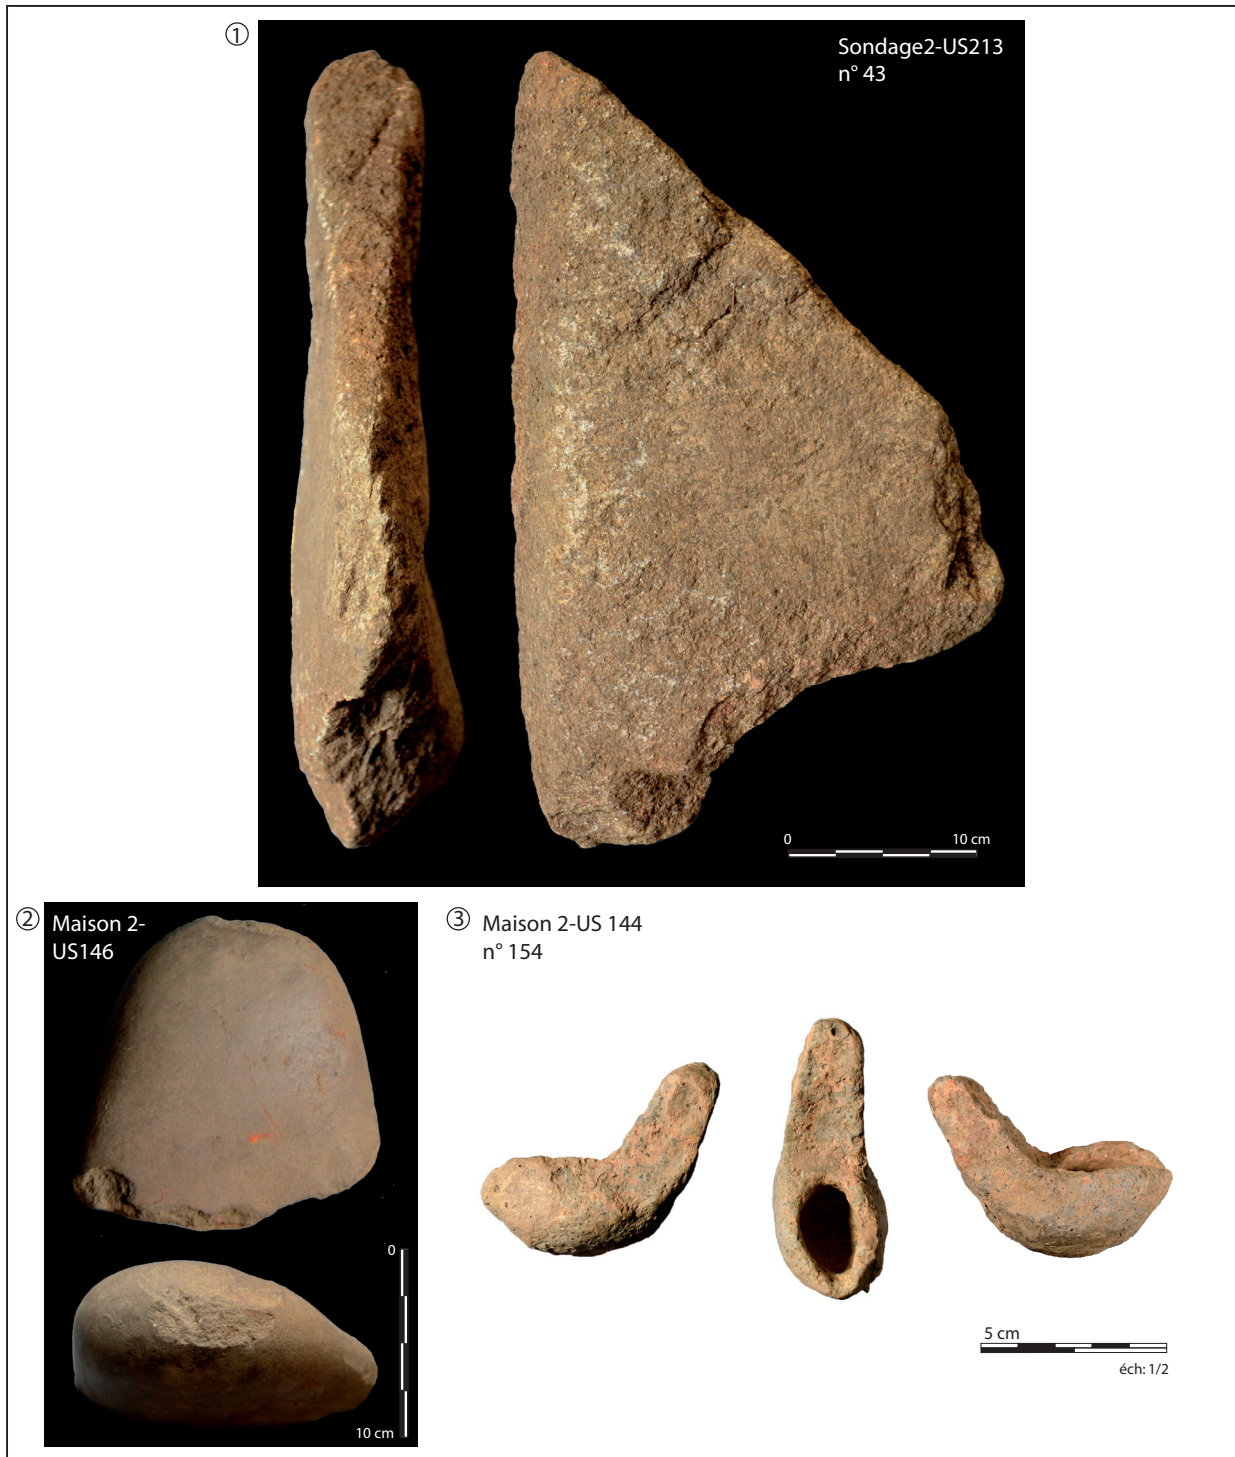 ①
Sondage2-US213
n° 43
0 10 cm
②
Maison 2-
US146
0
10 cm
③
Maison 2-US 144
n° 154
5 cm
éch: 1/2